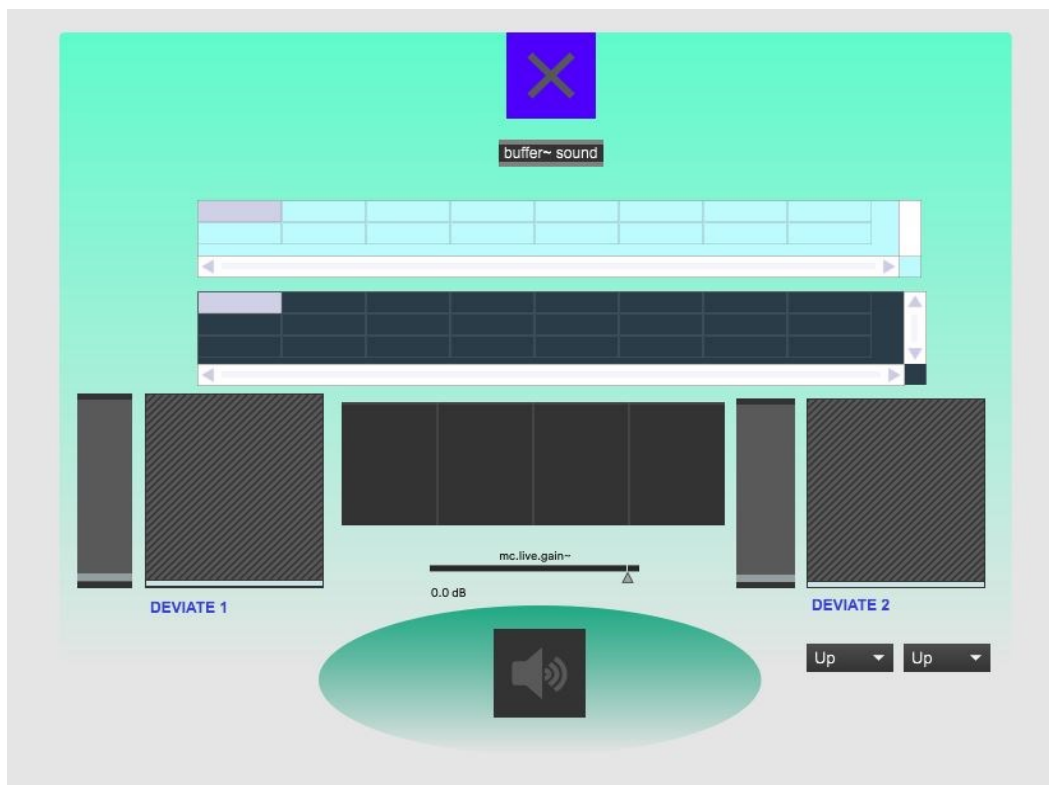 buffer~ sound
mc.live.gain~
0.0 dB
DEVIATE 1
DEVIATE 2
Up
Up